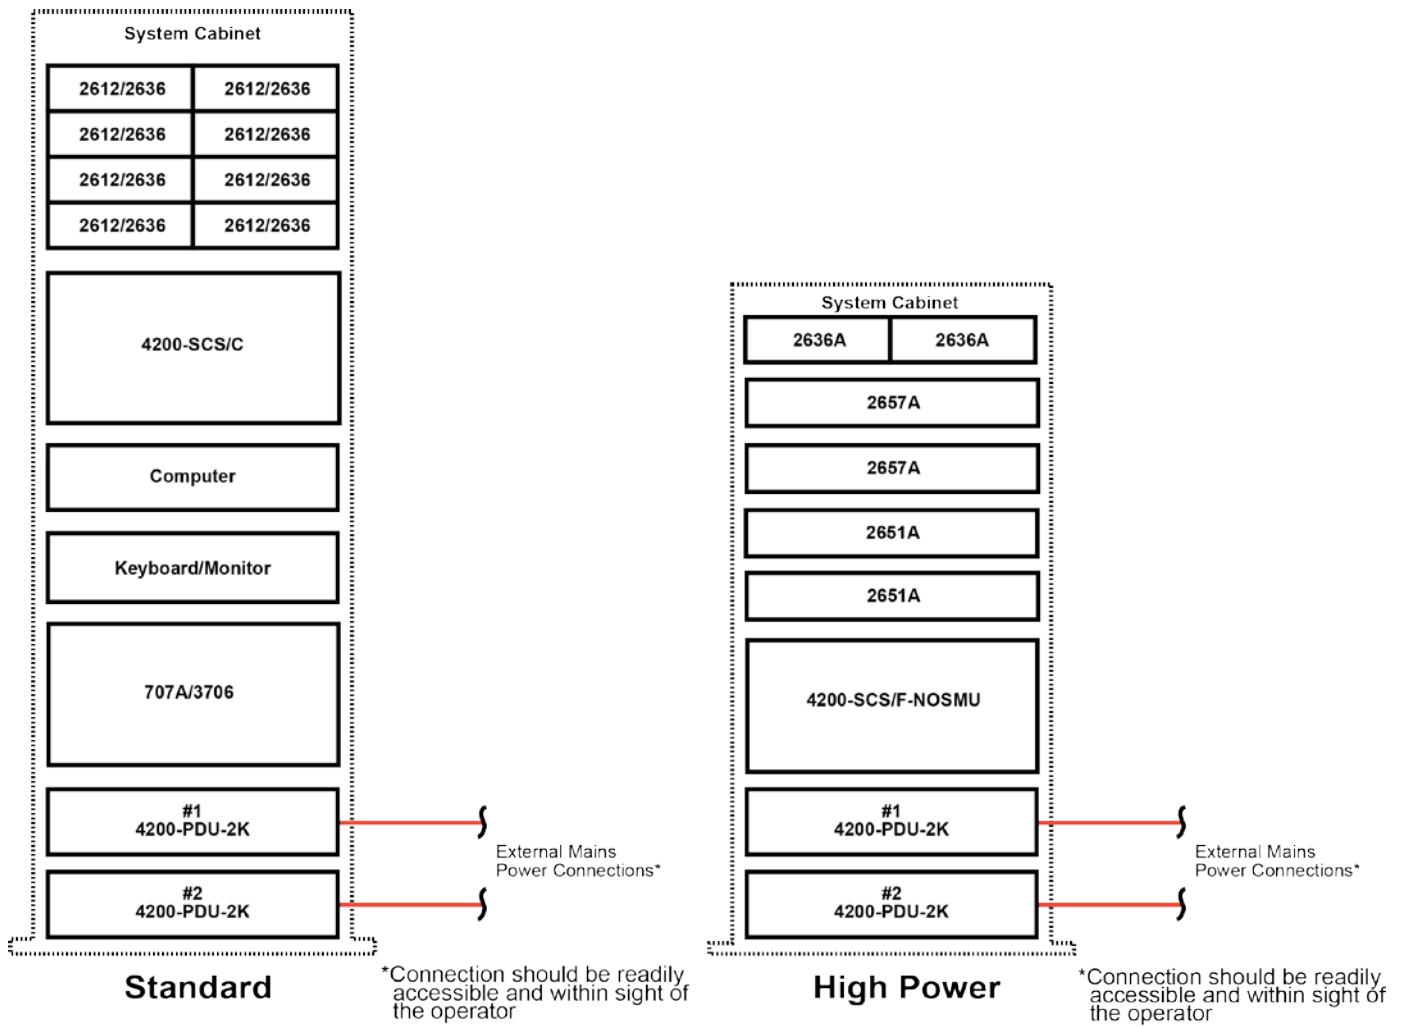 System Cabinet
2612/2636 2612/2636
2612/2636 2612/2636
2612/2636 2612/2636
2612/2636 2612/2636
4200-SCS/C
Computer
Keyboard/Monitor
707A/3706
#1
4200-PDU-2K
External Mains
Power Connections*
#2
4200-PDU-2K
Standard
*Connection should be readily
accessible and within sight of
the operator
System Cabinet
2636A 2636A
2657A
2657A
2651A
2651A
4200-SCS/F-NOSMU
#1
4200-PDU-2K
External Mains
Power Connections*
#2
4200-PDU-2K
High Power
*Connection should be readily
accessible and within sight of
the operator